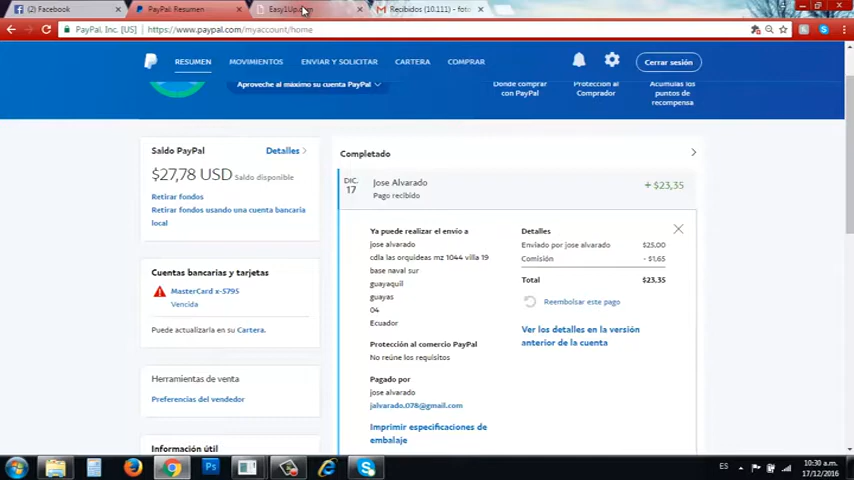 (2) Facebook
PayPal: Resumen
Easy1Up.com
Recibidos (10.111) - foto
PayPal, Inc. [US] https://www.paypal.com/myaccount/home
RESUMEN MOVIMIENTOS ENVIAR Y SOLICITAR CARTERA COMPRAR
Cerrar sesión
Aproveche al máximo su cuenta PayPal
Dónde comprar
con PayPal
Protección al
Comprador
Acumula los
puntos de
recompensa
Saldo PayPal
Detalles
$27,78 USD Saldo disponible
Retirar fondos
Retirar fondos usando una cuenta bancaria
local
Cuentas bancarias y tarjetas
MasterCard x-5795
Vencida
Puede actualizarla en su Cartera.
Herramientas de venta
Preferencias del vendedor
Información útil
Completado
DIC.
17
Jose Alvarado
Pago recibido
+ $23,35
Ya puede realizar el envío a
jose alvarado
cdla las orquideas mz 1044 villa 19
base naval sur
guayaquil
guayas
04
Ecuador
Protección al comercio PayPal
No reúne los requisitos
Pagado por
jose alvarado
jalvarado.078@gmail.com
Imprimir especificaciones de
embalaje
Detalles
Enviado por jose alvarado $25,00
Comisión - $1,65
Total $23,35
Reembolsar este pago
Ver los detalles en la versión
anterior de la cuenta
Ps
ES
10:30 a.m.
17/12/2016